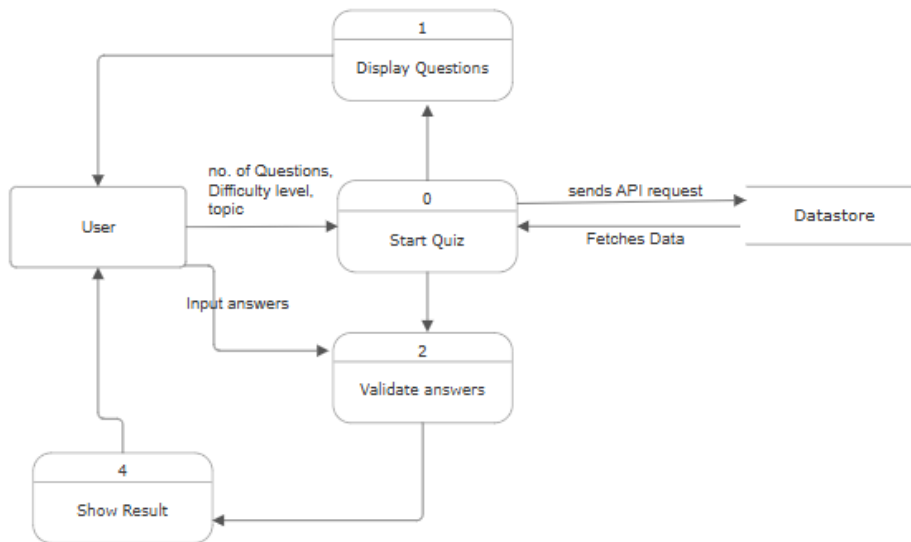 1
Display Questions
no. of Questions,
Difficulty level,
topic
User
0
Start Quiz
sends API request
Fetches Data
Datastore
Input answers
2
Validate answers
4
Show Result